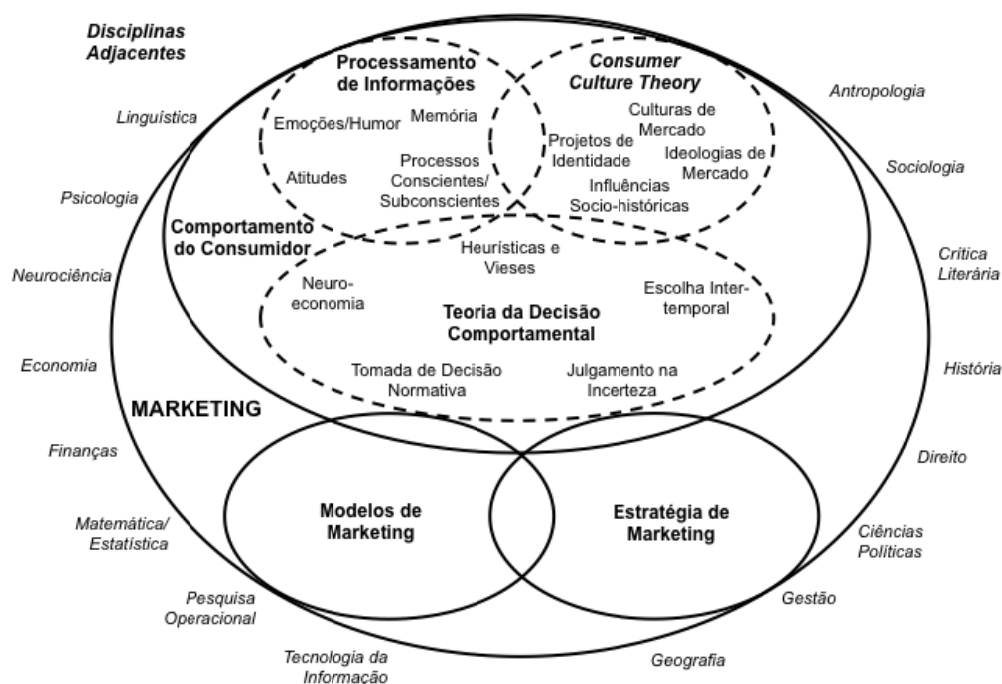 Disciplinas
Adjacentes
Linguística
Psicologia
Neurociência
Economia
Finanças
Matemática/
Estatística
Pesquisa
Operacional
Tecnologia da
Informação
Processamento
de Informações
Emoções/Humor
Memória
Atitudes
Processos
Conscientes/
Subconscientes
Consumer
Culture Theory
Culturas de
Mercado
Projetos de
Identidade
Ideologias de
Mercado
Influências
Socio-históricas
Comportamento
do Consumidor
Heurísticas e
Vieses
Neuro-
economia
Escolha Inter-
temporal
Teoria da Decisão
Comportamental
Tomada de Decisão
Normativa
Julgamento na
Incerteza
MARKETING
Modelos de
Marketing
Estratégia de
Marketing
Antropologia
Sociologia
Crítica
Literária
História
Direito
Ciências
Políticas
Gestão
Geografia